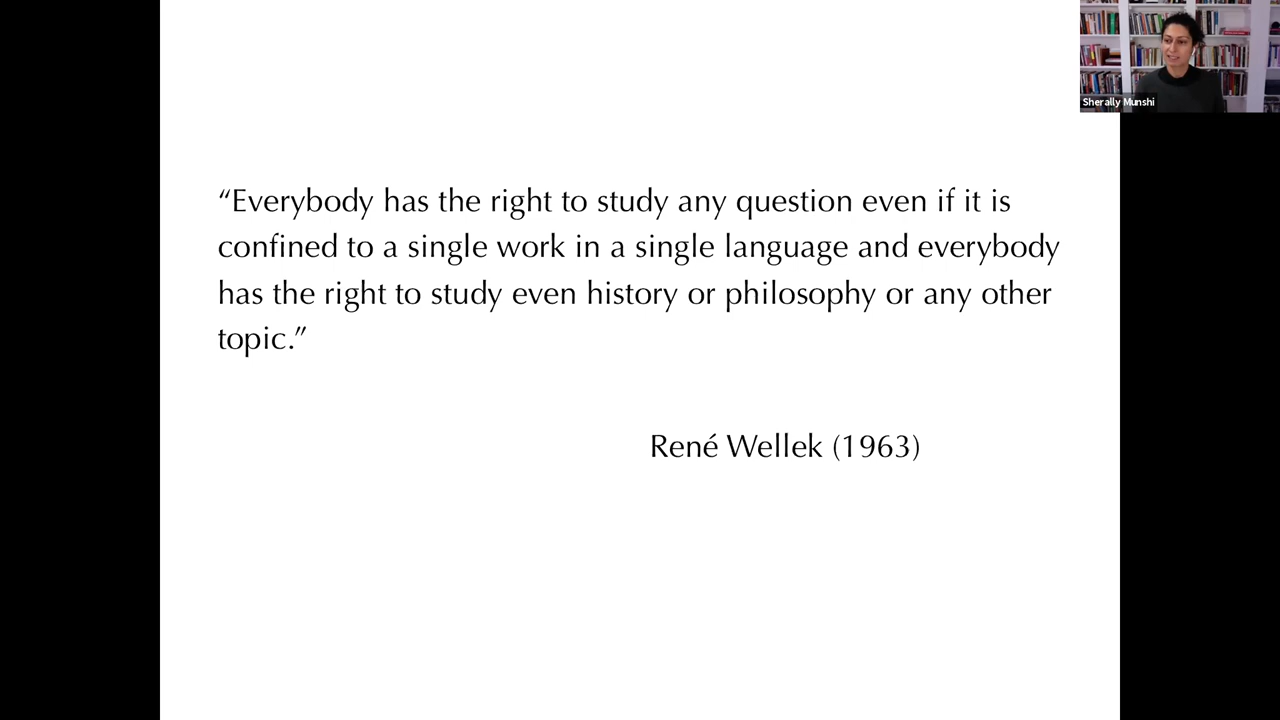 Sherally Munshi
“Everybody has the right to study any question even if it is
confined to a single work in a single language and everybody
has the right to study even history or philosophy or any other
topic.”
René Wellek (1963)